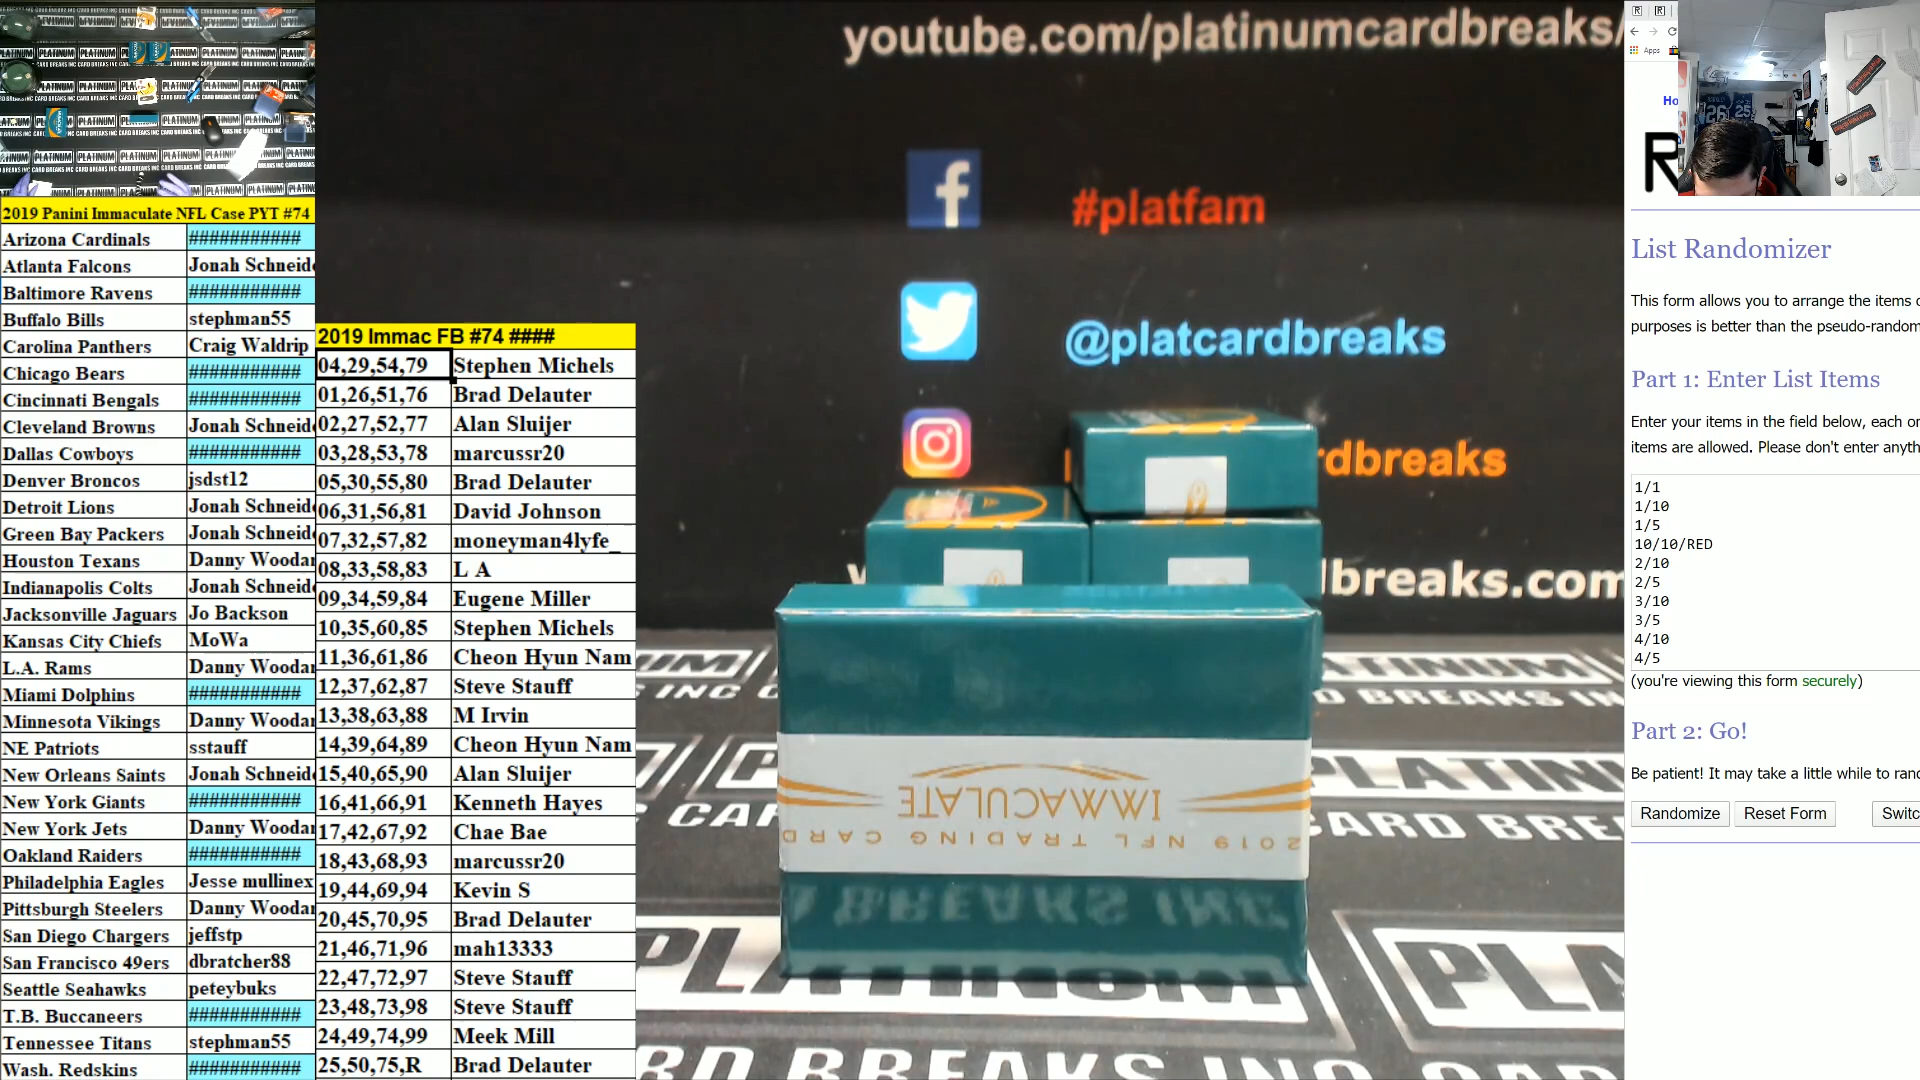 youtube.com/platinumcardbreaks/
#platfam
@platcardbreaks
rdbreaks
breaks.com
2019 Panini Immaculate NFL Case PYT #74
Arizona Cardinals ###########
Atlanta Falcons Jonah Schneid
Baltimore Ravens ###########
Buffalo Bills stephman55
Carolina Panthers Craig Waldrip
Chicago Bears ###########
Cincinnati Bengals ###########
Cleveland Browns Jonah Schneid
Dallas Cowboys ###########
Denver Broncos jsdst12
Detroit Lions Jonah Schneid
Green Bay Packers Jonah Schneid
Houston Texans Danny Woodar
Indianapolis Colts Jonah Schneid
Jacksonville Jaguars Jo Backson
Kansas City Chiefs MoWa
L.A. Rams Danny Woodar
Miami Dolphins ###########
Minnesota Vikings Danny Woodar
NE Patriots sstauff
New Orleans Saints Jonah Schneid
New York Giants ###########
New York Jets Danny Woodar
Oakland Raiders ###########
Philadelphia Eagles Jesse mullinex
Pittsburgh Steelers Danny Woodar
San Diego Chargers jeffstp
San Francisco 49ers dbratcher88
Seattle Seahawks peteybuks
T.B. Buccaneers ###########
Tennessee Titans stephman55
Wash. Redskins ###########
2019 Immac FB #74 ####
04,29,54,79 Stephen Michels
01,26,51,76 Brad Delauter
02,27,52,77 Alan Sluijer
03,28,53,78 marcussr20
05,30,55,80 Brad Delauter
06,31,56,81 David Johnson
07,32,57,82 moneyman4lyfe_
08,33,58,83 L A
09,34,59,84 Eugene Miller
10,35,60,85 Stephen Michels
11,36,61,86 Cheon Hyun Nam
12,37,62,87 Steve Stauff
13,38,63,88 M Irvin
14,39,64,89 Cheon Hyun Nam
15,40,65,90 Alan Sluijer
16,41,66,91 Kenneth Hayes
17,42,67,92 Chae Bae
18,43,68,93 marcussr20
19,44,69,94 Kevin S
20,45,70,95 Brad Delauter
21,46,71,96 mah13333
22,47,72,97 Steve Stauff
23,48,73,98 Steve Stauff
24,49,74,99 Meek Mill
25,50,75,R Brad Delauter
IMMACULATE
2019 NFL TRADING CARD
PLATINUM
Apps
Ho
R
List Randomizer
This form allows you to arrange the items
purposes is better than the pseudo-random
Part 1: Enter List Items
Enter your items in the field below, each
items are allowed. Please don't enter anyth
1/1
1/10
1/5
10/10/RED
2/10
2/5
3/10
3/5
4/10
4/5
(you're viewing this form securely)
Part 2: Go!
Be patient! It may take a little while to rand
Randomize Reset Form Switc